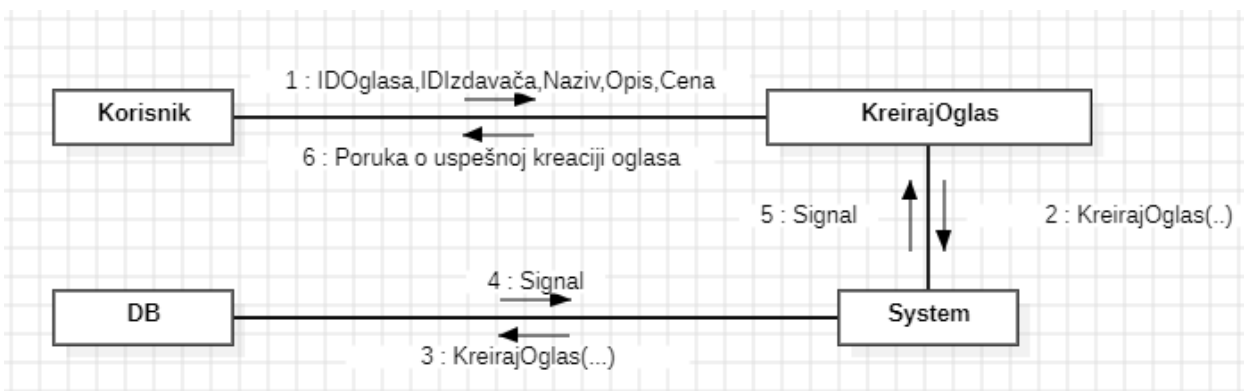 1 : IDOglasa,IDIzdavača,Naziv,Opis,Cena
Korisnik
KreirajOglas
6 : Poruka o uspešnoj kreaciji oglasa
5 : Signal
2 : KreirajOglas(..)
4 : Signal
DB
System
3 : KreirajOglas(...)